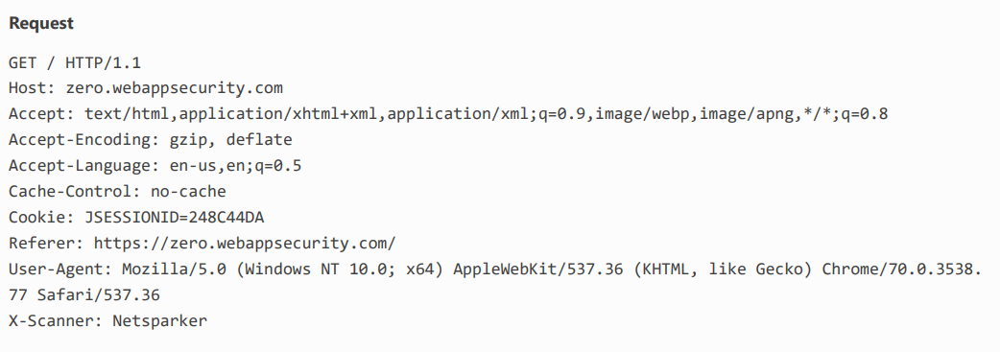 Request
GET / HTTP/1.1
Host: zero.webappsecurity.com
Accept: text/html,application/xhtml+xml,application/xml;q=0.9,image/webp,image/apng,*/*;q=0.8
Accept-Encoding: gzip, deflate
Accept-Language: en-us,en;q=0.5
Cache-Control: no-cache
Cookie: JSESSIONID=248C44DA
Referer: https://zero.webappsecurity.com/
User-Agent: Mozilla/5.0 (Windows NT 10.0; x64) AppleWebKit/537.36 (KHTML, like Gecko) Chrome/70.0.3538.
77 Safari/537.36
X-Scanner: Netsparker